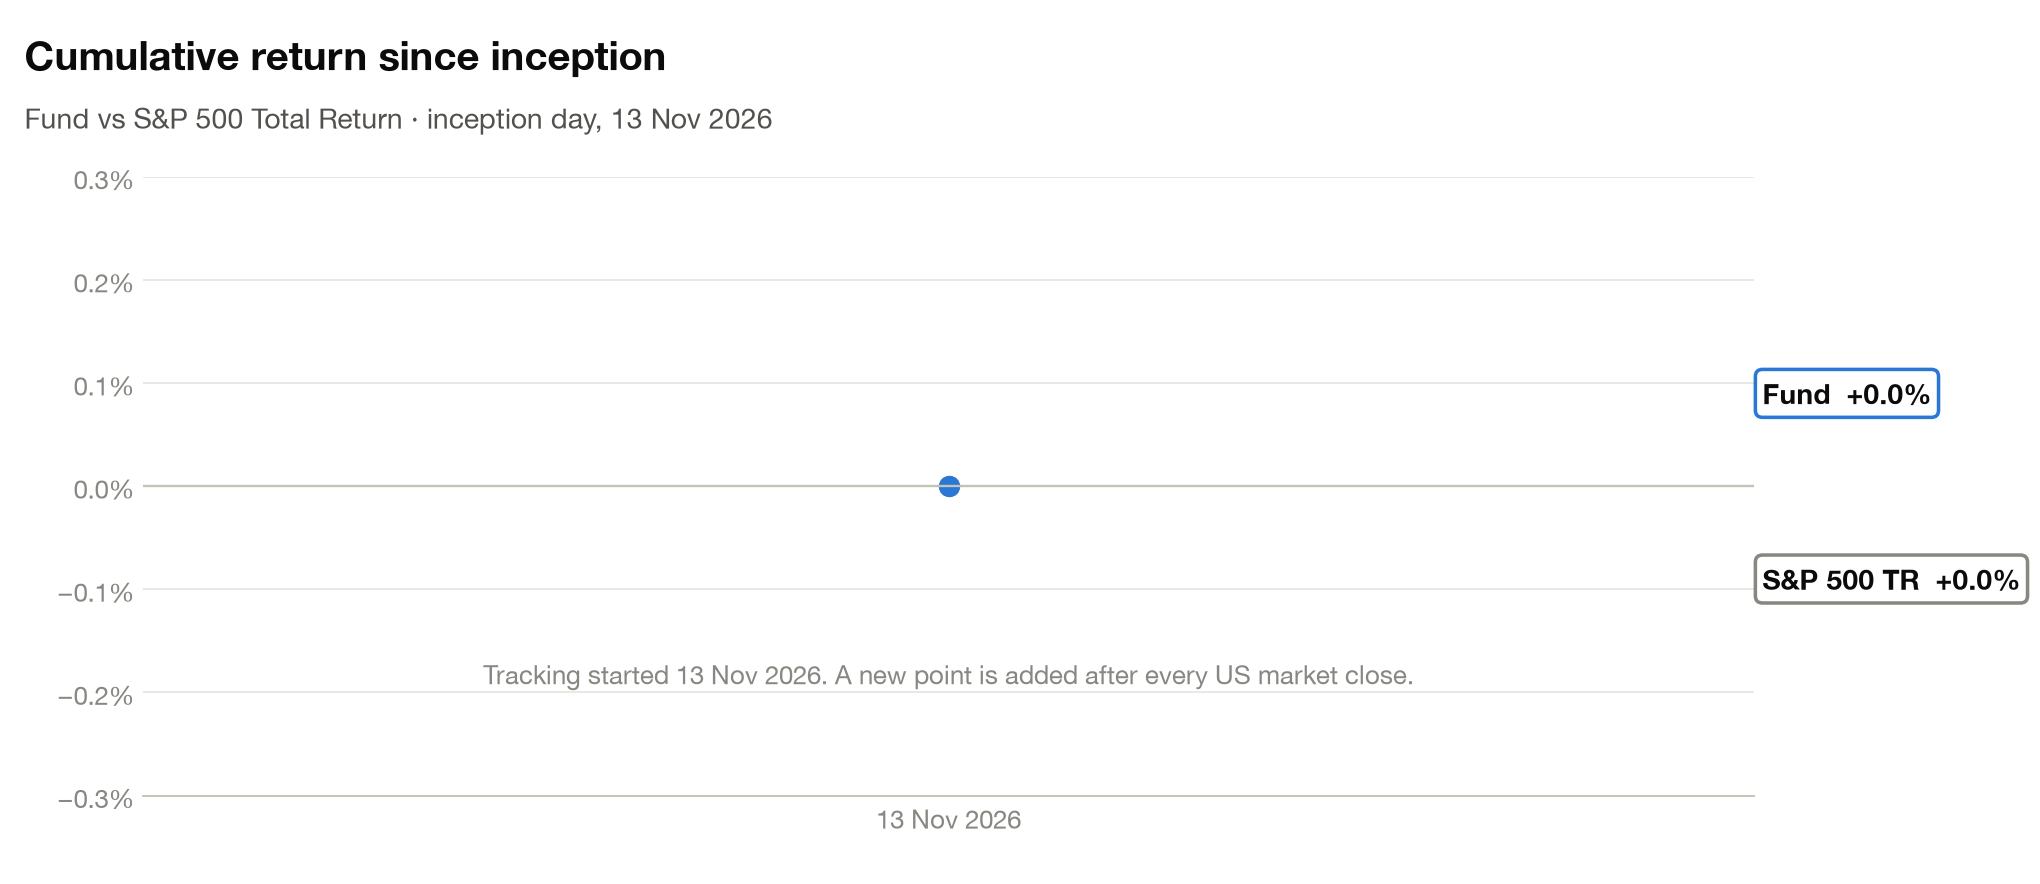 Cumulative return since inception
Fund vs S&P 500 Total Return · inception day, 13 Nov 2026
0.3%
0.2%
0.1%
Fund +0.0%
0.0%
S&P 500 TR +0.0%
−0.1%
Tracking started 13 Nov 2026. A new point is added after every US market close.
−0.2%
−0.3%
13 Nov 2026